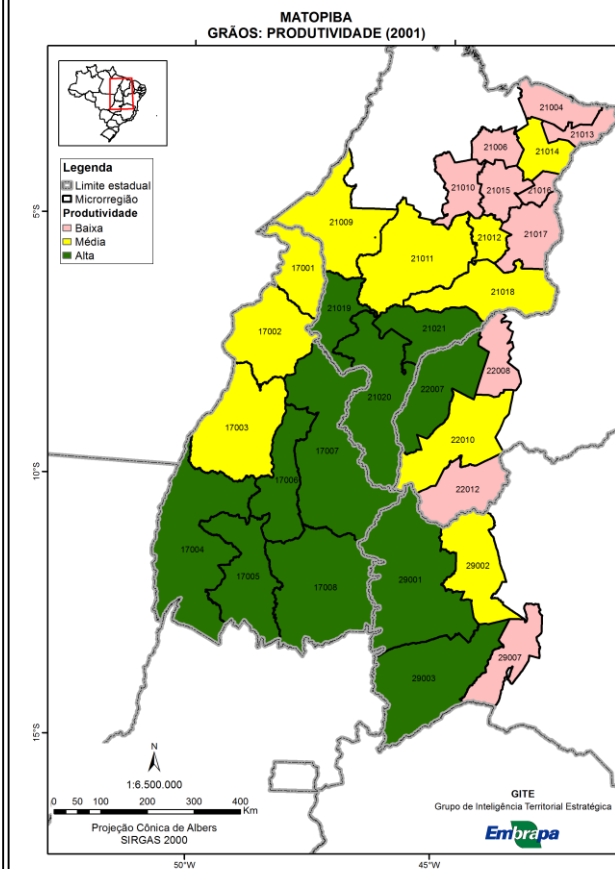 MATOPIBA
GRÃOS: PRODUTIVIDADE (2001)
Legenda
Limite estadual
Microrregião
Produtividade
Baixa
Média
Alta
21004
21013
21006
21014
21010
21015
21016
5°S
21009
21017
21012
21011
17001
21018
21019
17002
21021
22008
22007
21020
17003
17007
22010
10°S
17006
22012
17004
29002
17005
17008
29001
29007
29003
15°S
N
1:6.500.000
0 50 100 200 300 400
Km
Projeção Cônica de Albers
SIRGAS 2000
GITE
Grupo de Inteligência Territorial Estratégica
Embrapa
50°W
45°W